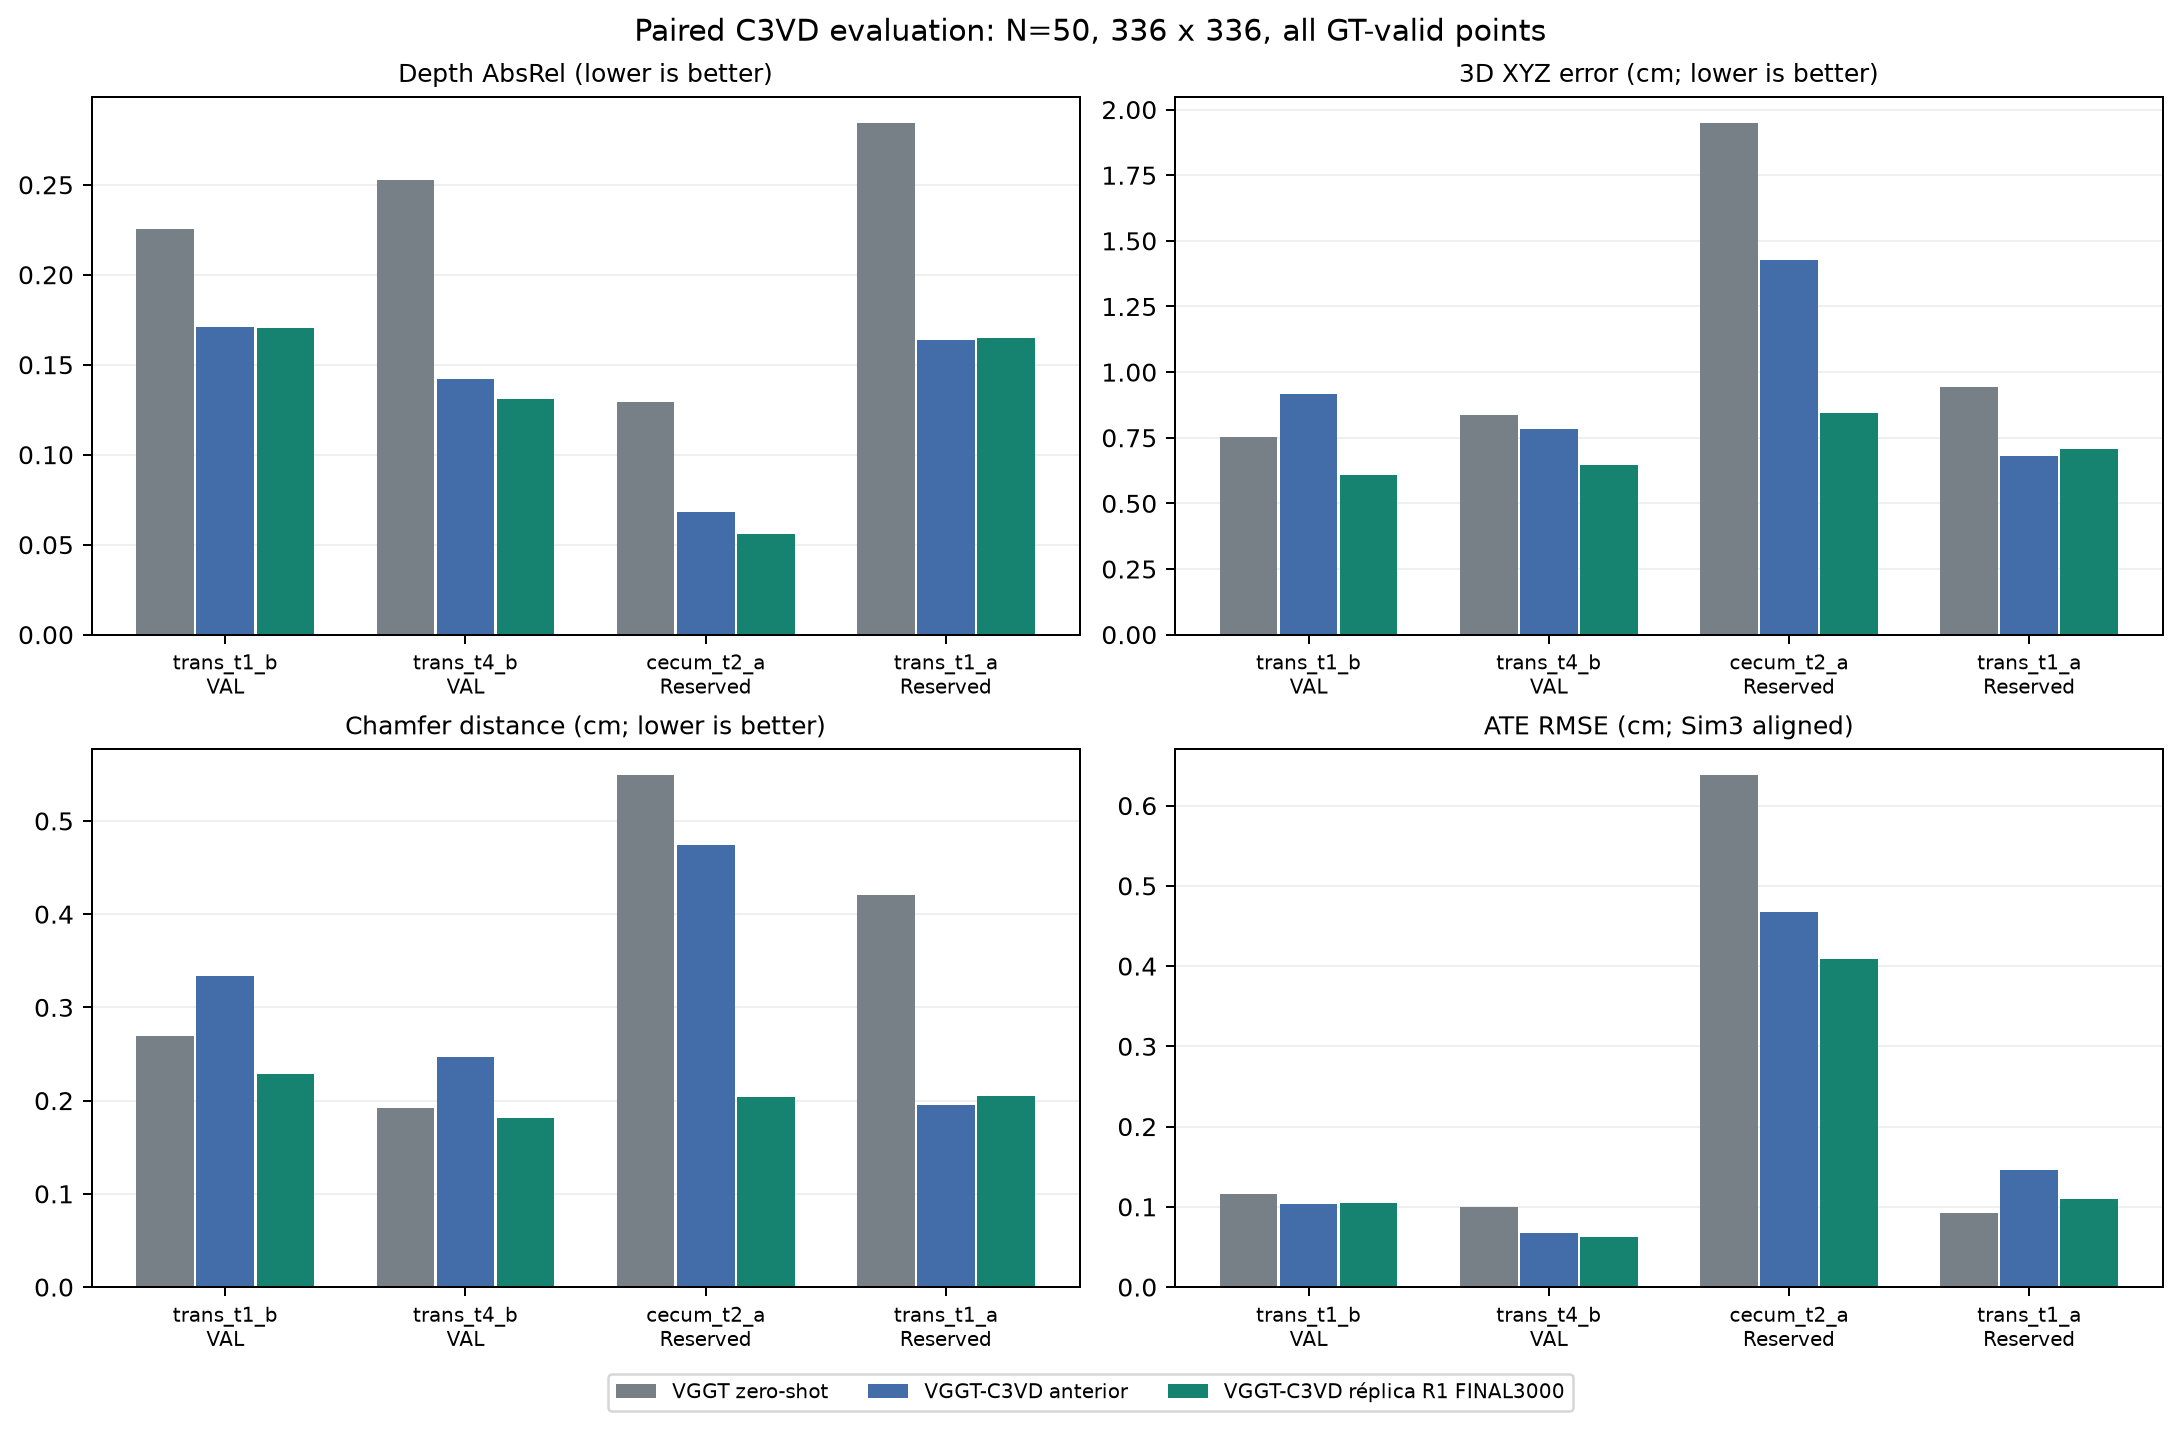 Paired C3VD evaluation: N=50, 336 x 336, all GT-valid points
Depth AbsRel (lower is better)
0.25
0.20
0.15
0.10
0.05
0.00
trans_t1_b
VAL
trans_t4_b
VAL
cecum_t2_a
Reserved
trans_t1_a
Reserved
3D XYZ error (cm; lower is better)
2.00
1.75
1.50
1.25
1.00
0.75
0.50
0.25
0.00
trans_t1_b
VAL
trans_t4_b
VAL
cecum_t2_a
Reserved
trans_t1_a
Reserved
Chamfer distance (cm; lower is better)
0.5
0.4
0.3
0.2
0.1
0.0
trans_t1_b
VAL
trans_t4_b
VAL
cecum_t2_a
Reserved
trans_t1_a
Reserved
ATE RMSE (cm; Sim3 aligned)
0.6
0.5
0.4
0.3
0.2
0.1
0.0
trans_t1_b
VAL
trans_t4_b
VAL
cecum_t2_a
Reserved
trans_t1_a
Reserved
VGGT zero-shot
VGGT-C3VD anterior
VGGT-C3VD réplica R1 FINAL3000